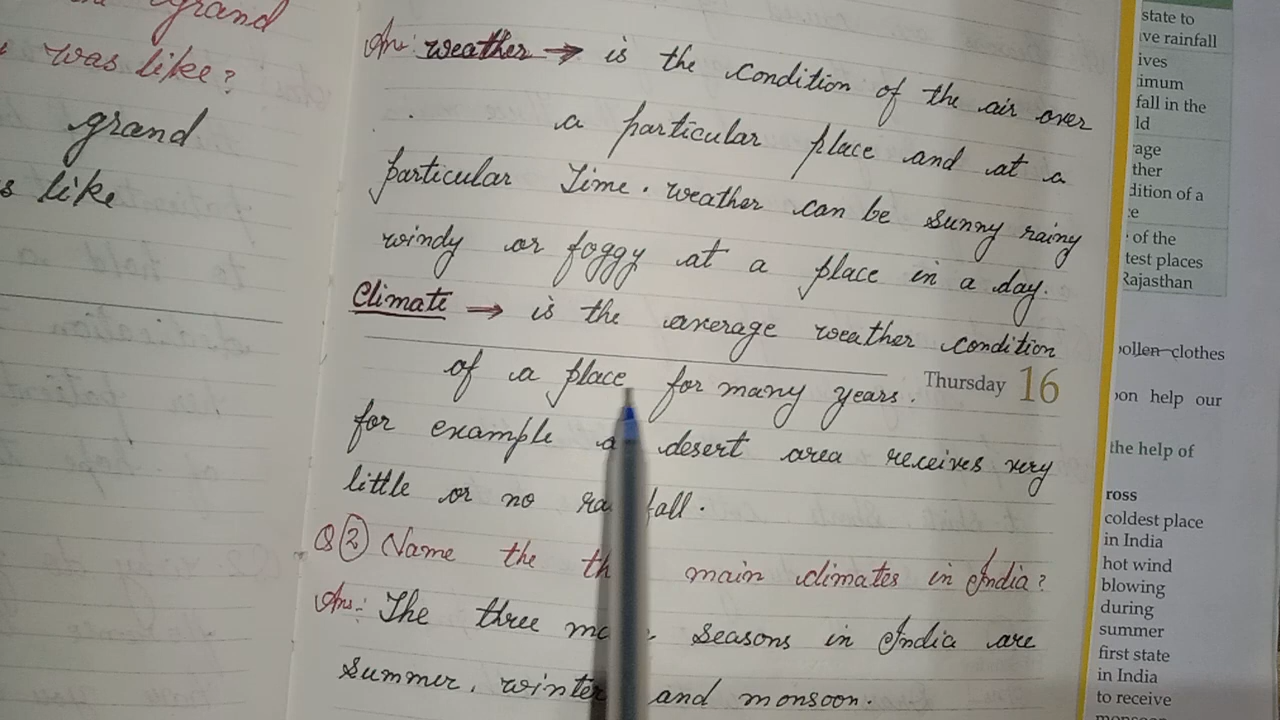 grand
was like?
grand
s like
Ans: weather → is the condition of the air over
a particular place and at a
particular Time. weather can be sunny rainy
windy or foggy at a place in a day.
Climate → is the average weather condition
of a place for many years.
Thursday 16
for example a desert area receives very
little or no rainfall.
Q2 Name the main climates in India?
Ans:- The three seasons in India are
summer, winter and monsoon.
state to
ve rainfall
ives
imum
fall in the
ld
rage
ther
dition of a
e
of the
test places
Rajasthan
ollen clothes
on help our
the help of
ross
coldest place
in India
hot wind
blowing
during
summer
first state
in India
to receive
monsoon